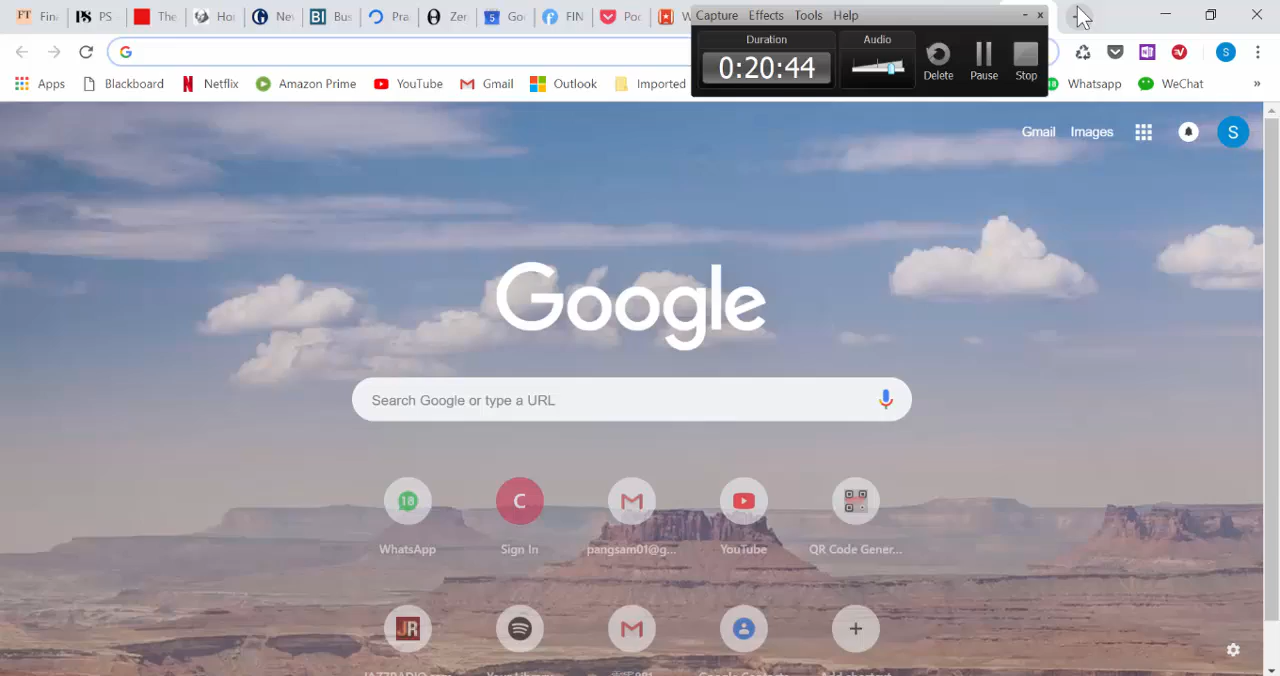 Fin PS The Ho Ne Bus Pra Zer Go FIN Poc W
Capture Effects Tools Help
Duration
0:20:44
Audio
Delete Pause Stop
Apps Blackboard Netflix Amazon Prime YouTube Gmail Outlook Imported Whatsapp WeChat »
Gmail Images S
Google
Search Google or type a URL
WhatsApp Sign In pangsam01@g... YouTube QR Code Gener...